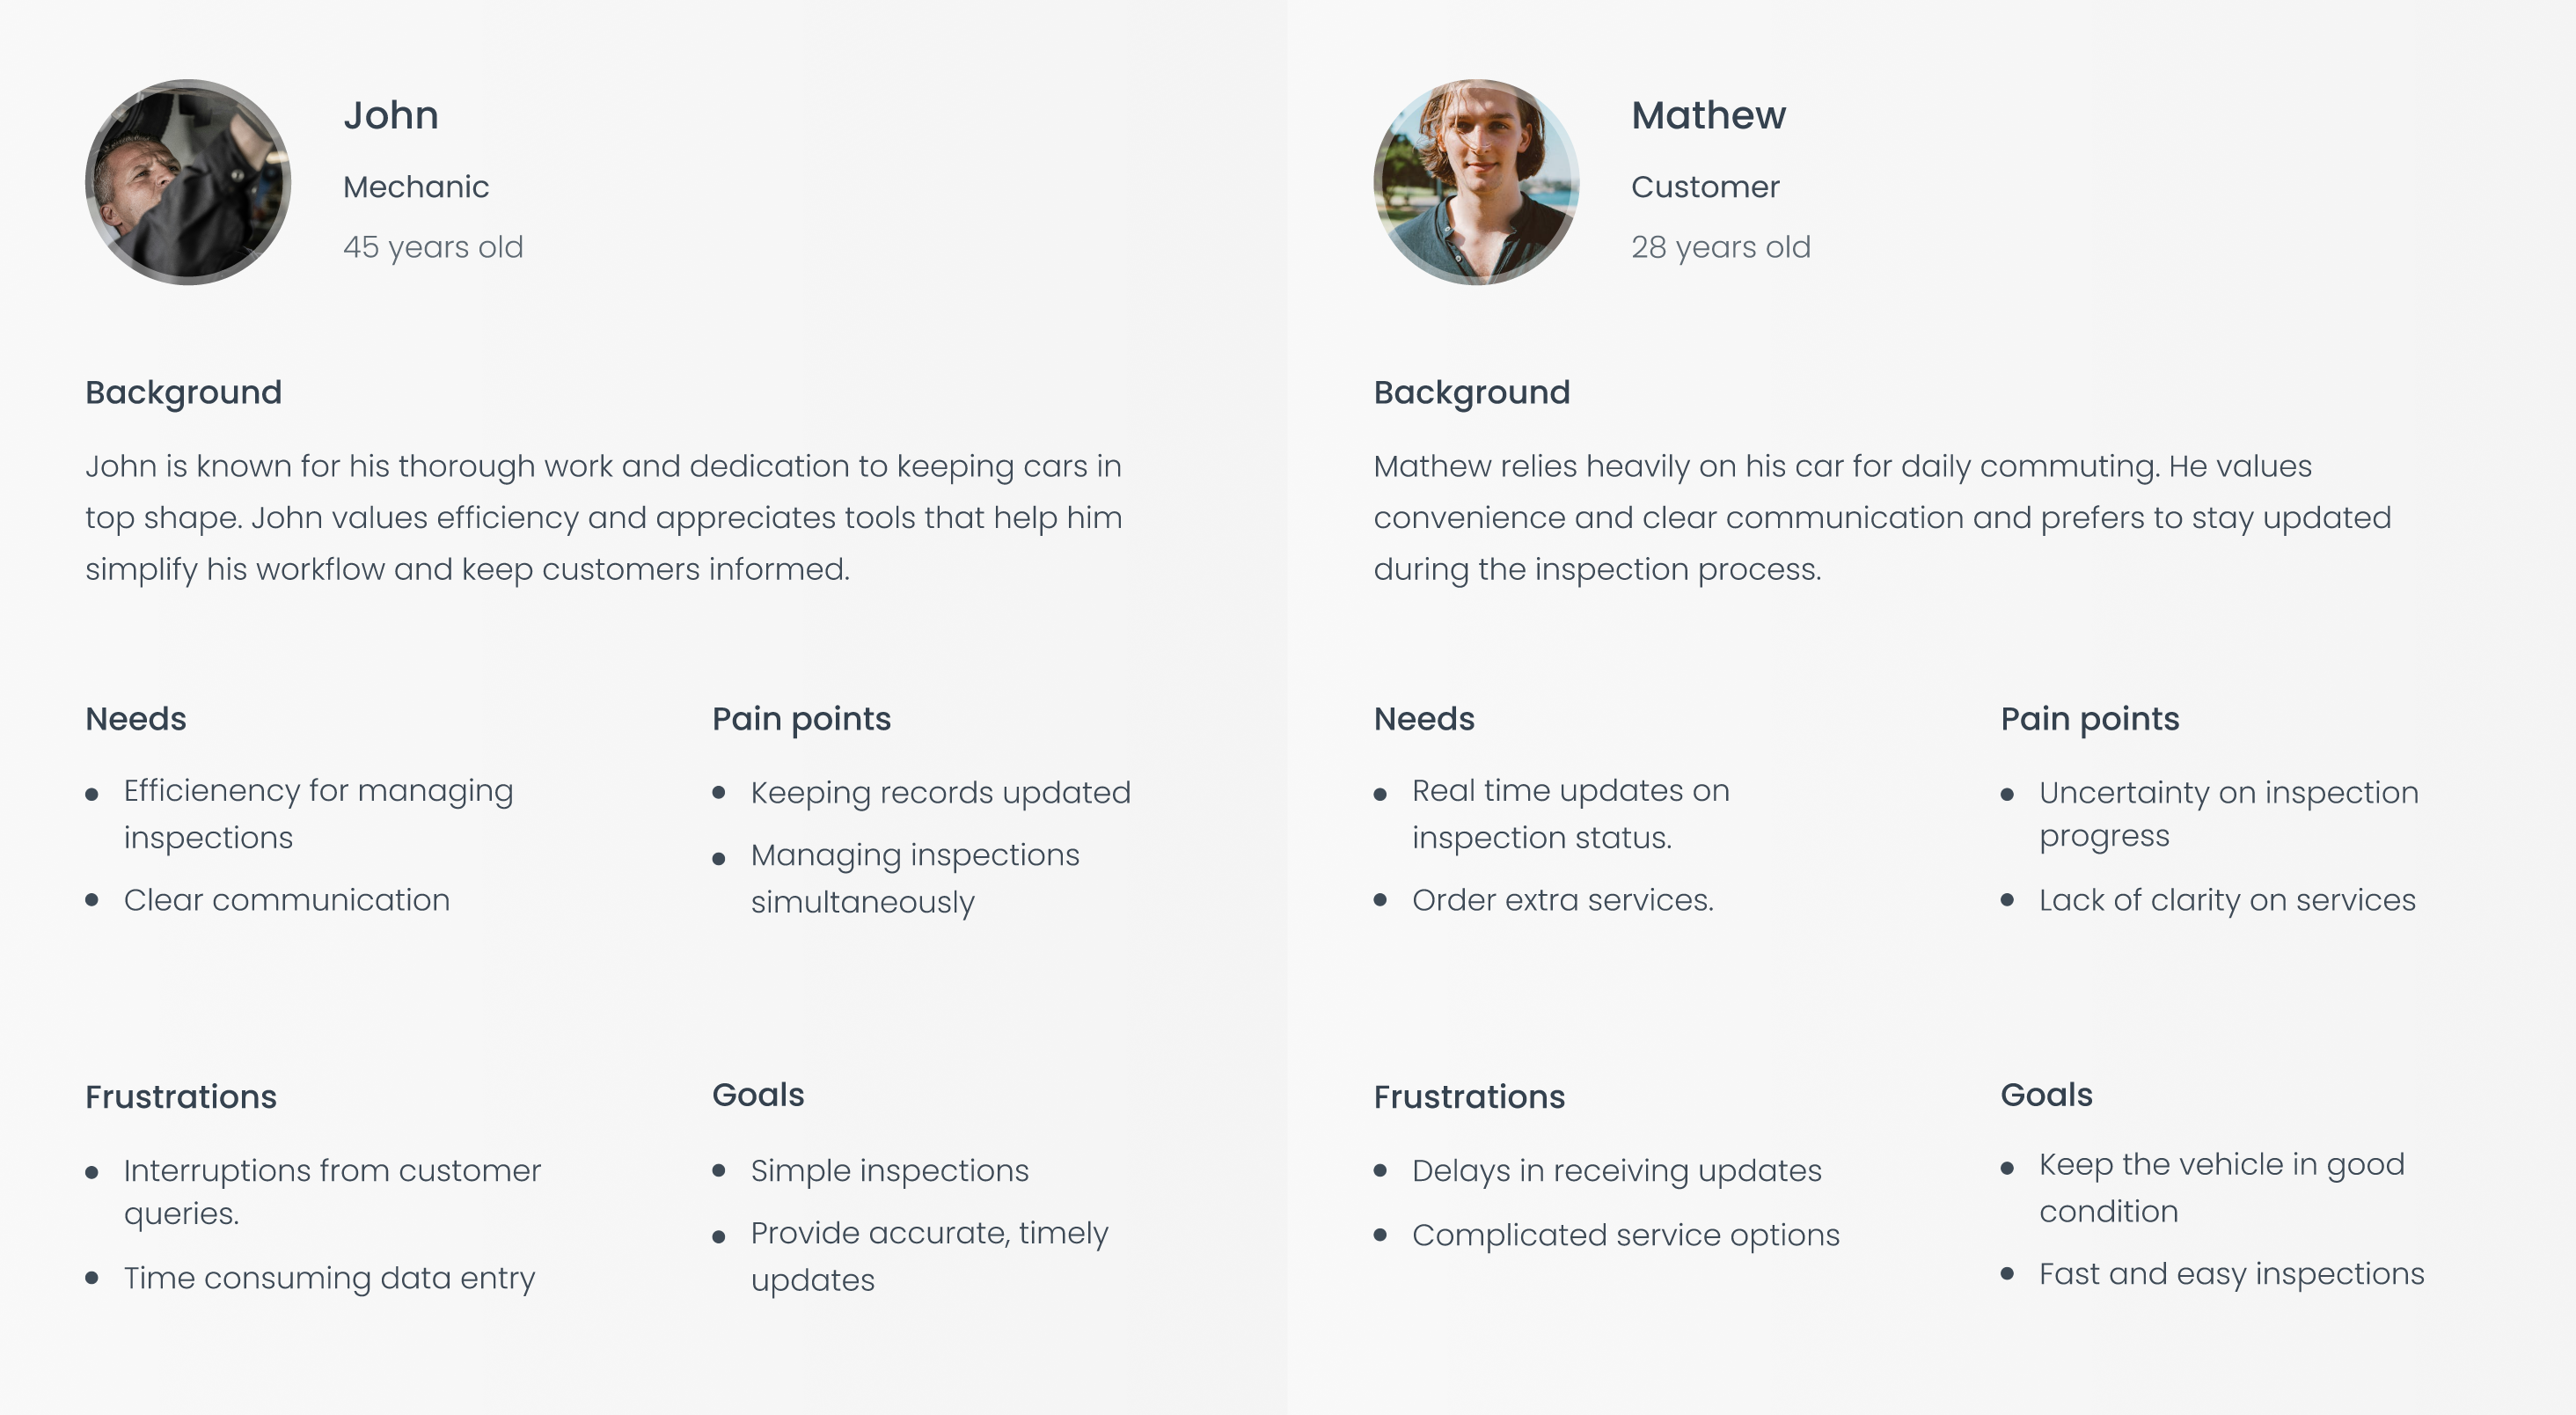 John
Mechanic
45 years old
Background
John is known for his thorough work and dedication to keeping cars in
top shape. John values efficiency and appreciates tools that help him
simplify his workflow and keep customers informed.
Needs
Efficienency for managing
inspections
Clear communication
Pain points
Keeping records updated
Managing inspections
simultaneously
Frustrations
Interruptions from customer
queries.
Time consuming data entry
Goals
Simple inspections
Provide accurate, timely
updates
Mathew
Customer
28 years old
Background
Mathew relies heavily on his car for daily commuting. He values
convenience and clear communication and prefers to stay updated
during the inspection process.
Needs
Real time updates on
inspection status.
Order extra services.
Pain points
Uncertainty on inspection
progress
Lack of clarity on services
Frustrations
Delays in receiving updates
Complicated service options
Goals
Keep the vehicle in good
condition
Fast and easy inspections